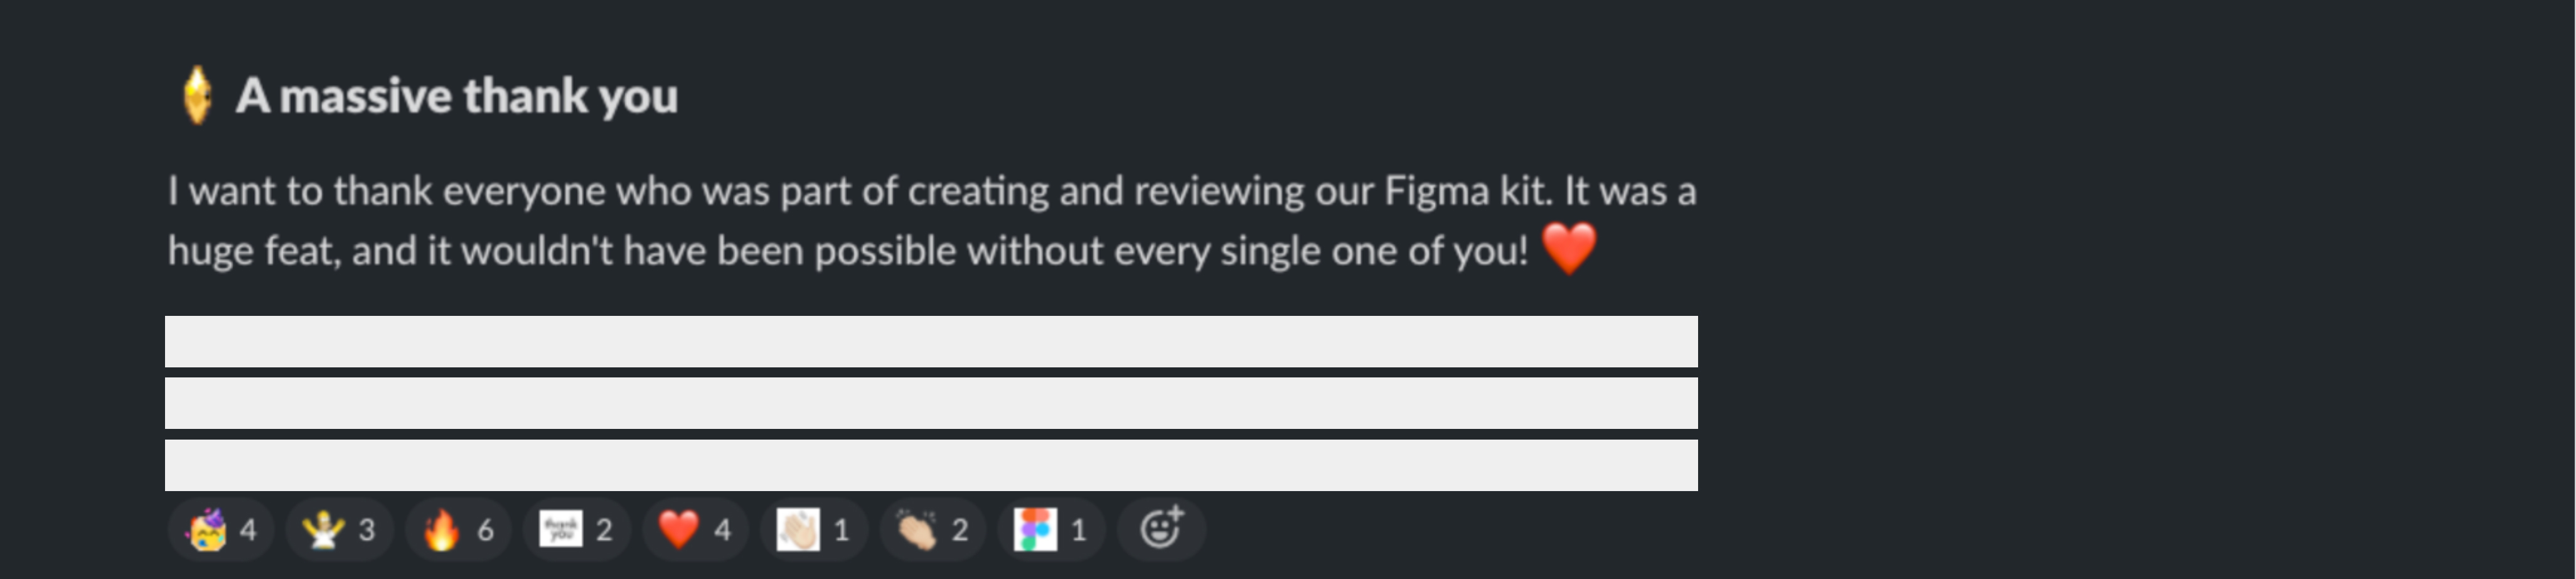 A massive thank you
I want to thank everyone who was part of creating and reviewing our Figma kit. It was a
huge feat, and it wouldn't have been possible without every single one of you! ❤️
4 3 6 thank you 2 4 1 2 1